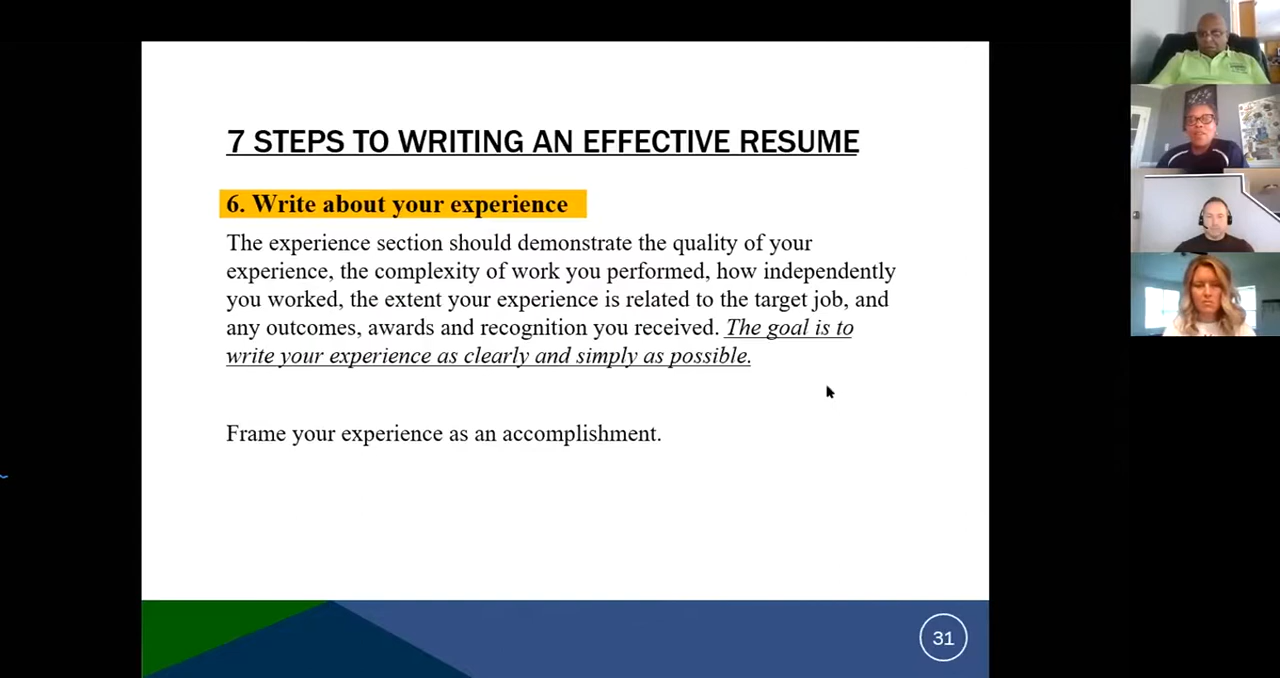 7 STEPS TO WRITING AN EFFECTIVE RESUME
6. Write about your experience
The experience section should demonstrate the quality of your
experience, the complexity of work you performed, how independently
you worked, the extent your experience is related to the target job, and
any outcomes, awards and recognition you received. The goal is to
write your experience as clearly and simply as possible.
Frame your experience as an accomplishment.
31